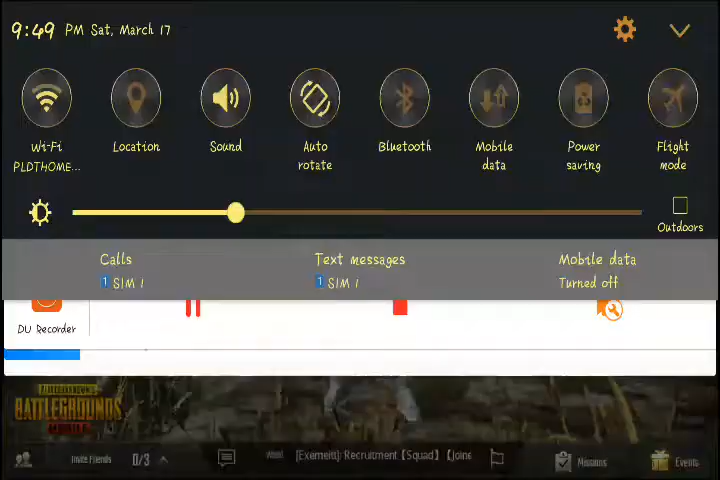 9:49 PM Sat, March 17
Wi-Fi
PLDTHOME...
Location
Sound
Auto
rotate
Bluetooth
Mobile
data
Power
saving
Flight
mode
Outdoors
Calls
1 SIM 1
Text messages
1 SIM 1
Mobile data
Turned off
DU Recorder
BATTLEGROUNDS
Invite Friends 0/3
World [Exemelti]: Recruitment【Squad】【Joins
Missions
Events